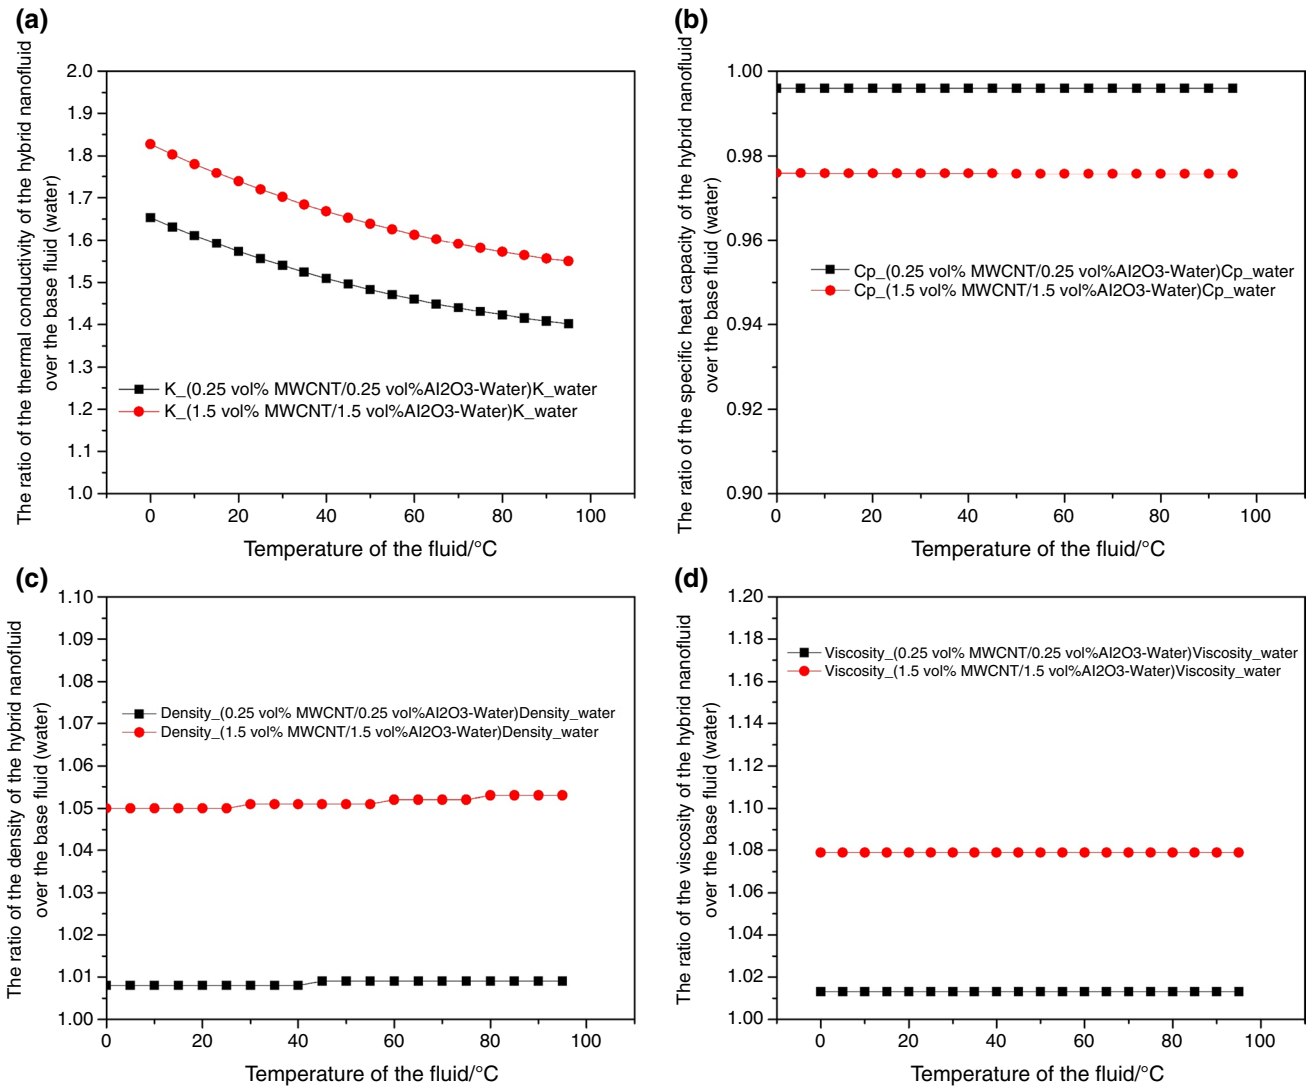 (a)
The ratio of the thermal conductivity of the hybrid nanofluid
over the base fluid (water)
2.0
1.9
1.8
1.7
1.6
1.5
1.4
1.3
1.2
1.1
1.0
K_(0.25 vol% MWCNT/0.25 vol%Al2O3-Water)K_water
K_(1.5 vol% MWCNT/1.5 vol%Al2O3-Water)K_water
0 20 40 60 80 100
Temperature of the fluid/°C
(b)
The ratio of the specific heat capacity of the hybrid nanofluid
over the base fluid (water)
1.00
0.98
0.96
0.94
0.92
0.90
Cp_(0.25 vol% MWCNT/0.25 vol%Al2O3-Water)Cp_water
Cp_(1.5 vol% MWCNT/1.5 vol%Al2O3-Water)Cp_water
0 20 40 60 80 100
Temperature of the fluid/°C
(c)
The ratio of the density of the hybrid nanofluid
over the base fluid (water)
1.10
1.09
1.08
1.07
1.06
1.05
1.04
1.03
1.02
1.01
1.00
Density_(0.25 vol% MWCNT/0.25 vol%Al2O3-Water)Density_water
Density_(1.5 vol% MWCNT/1.5 vol%Al2O3-Water)Density_water
0 20 40 60 80 100
Temperature of the fluid/°C
(d)
The ratio of the viscosity of the hybrid nanofluid
over the base fluid (water)
1.20
1.18
1.16
1.14
1.12
1.10
1.08
1.06
1.04
1.02
1.00
Viscosity_(0.25 vol% MWCNT/0.25 vol%Al2O3-Water)Viscosity_water
Viscosity_(1.5 vol% MWCNT/1.5 vol%Al2O3-Water)Viscosity_water
0 20 40 60 80 100
Temperature of the fluid/°C